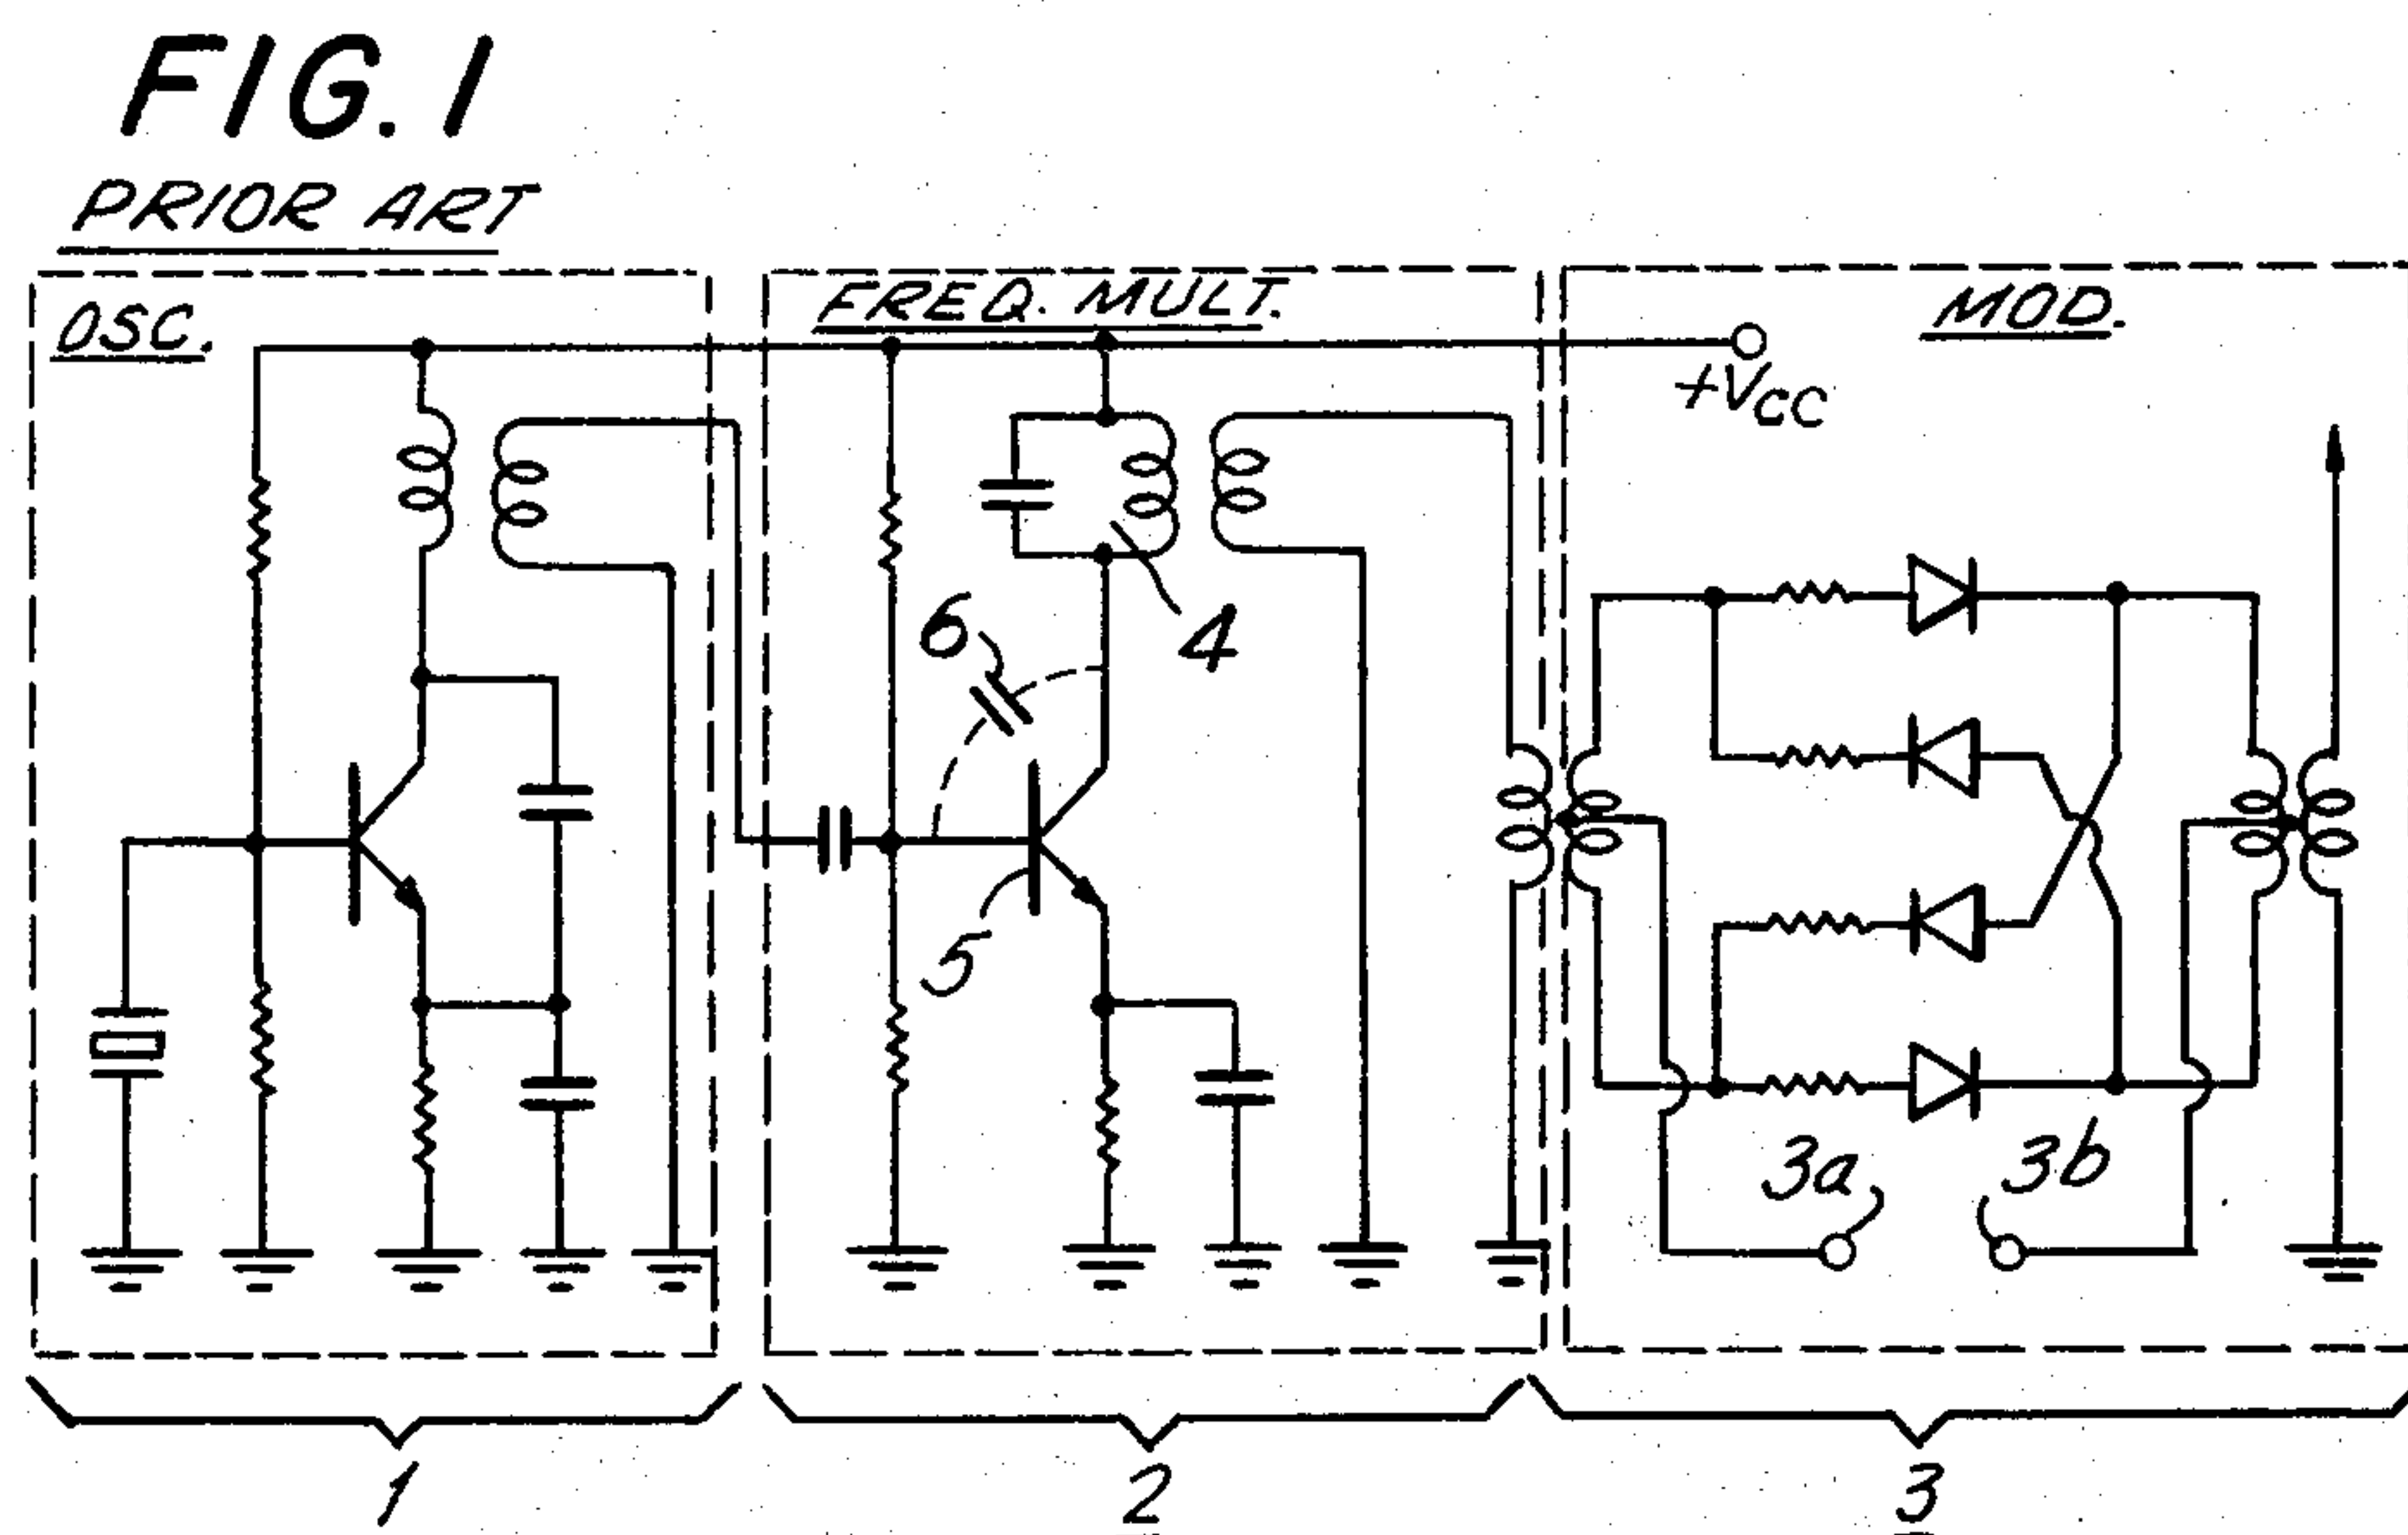 FIG. 1
PRIOR ART
OSC.
FREQ. MULT.
MOD.
+VCC
6
4
5
3a
3b
1
2
3